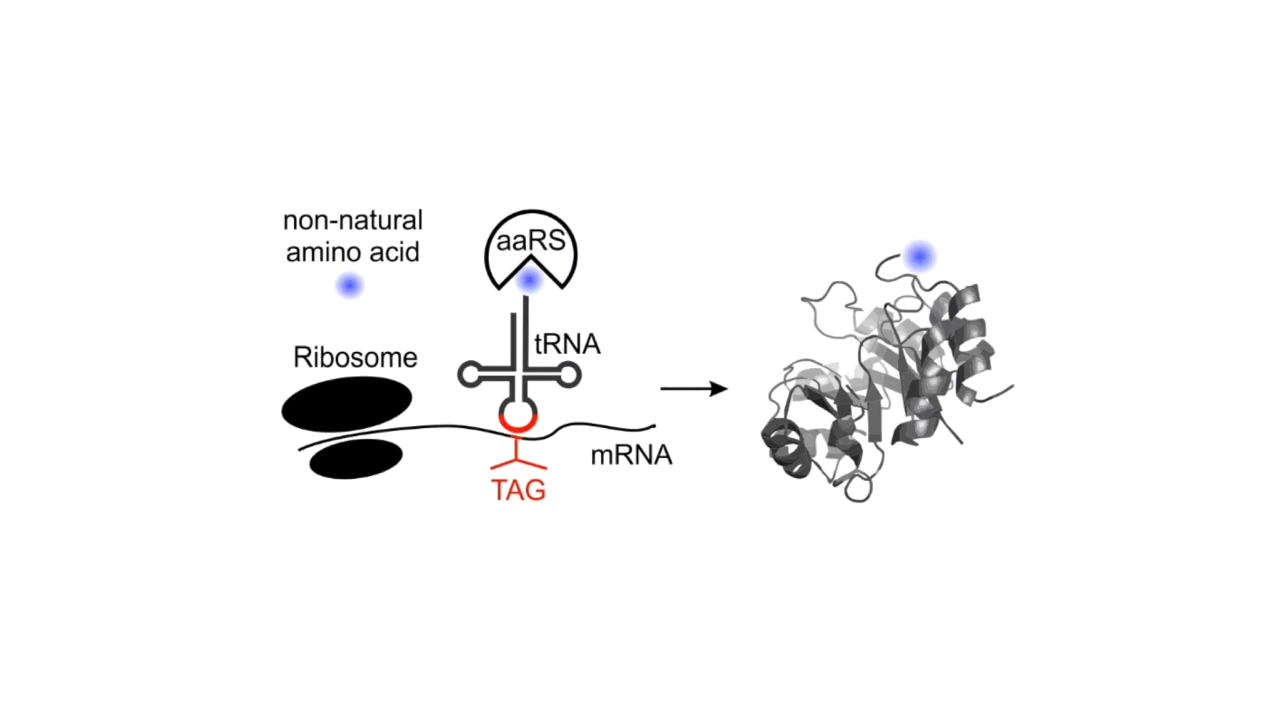 non-natural
amino acid
aaRS
tRNA
Ribosome
mRNA
TAG